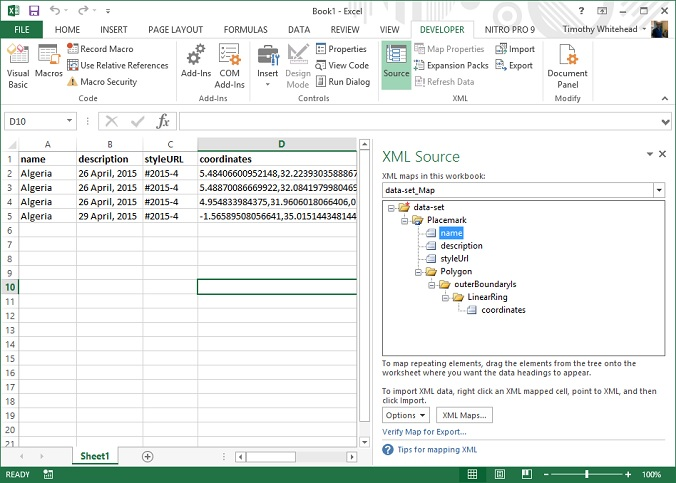 Book1 - Excel
FILE HOME INSERT PAGE LAYOUT FORMULAS DATA REVIEW VIEW DEVELOPER NITRO PRO 9 Timothy Whitehead
Visual Basic
Macros
Record Macro
Use Relative References
Macro Security
Code
Add-Ins
COM Add-Ins
Add-Ins
Insert
Design Mode
Properties
View Code
Run Dialog
Controls
Source
Map Properties
Expansion Packs
Refresh Data
Import
Export
XML
Document Panel
Modify
D10
fx
A B C D
1 name description styleURL coordinates
2 Algeria 26 April, 2015 #2015-4 5.48406600952148,32.2239303588867
3 Algeria 26 April, 2015 #2015-4 5.48870086669922,32.0841979980469
4 Algeria 26 April, 2015 #2015-4 4.954833984375,31.9606018066406,0
5 Algeria 29 April, 2015 #2015-4 -1.56589508056641,35.015144348144
6
7
8
9
10
11
12
13
14
15
16
17
18
19
20
21
XML Source
XML maps in this workbook:
data-set_Map
data-set
Placemark
name
description
styleUrl
Polygon
outerBoundaryIs
LinearRing
coordinates
To map repeating elements, drag the elements from the tree onto the
worksheet where you want the data headings to appear.
To import XML data, right click an XML mapped cell, point to XML, and then
click Import.
Options XML Maps...
Verify Map for Export...
Tips for mapping XML
Sheet1
READY 100%